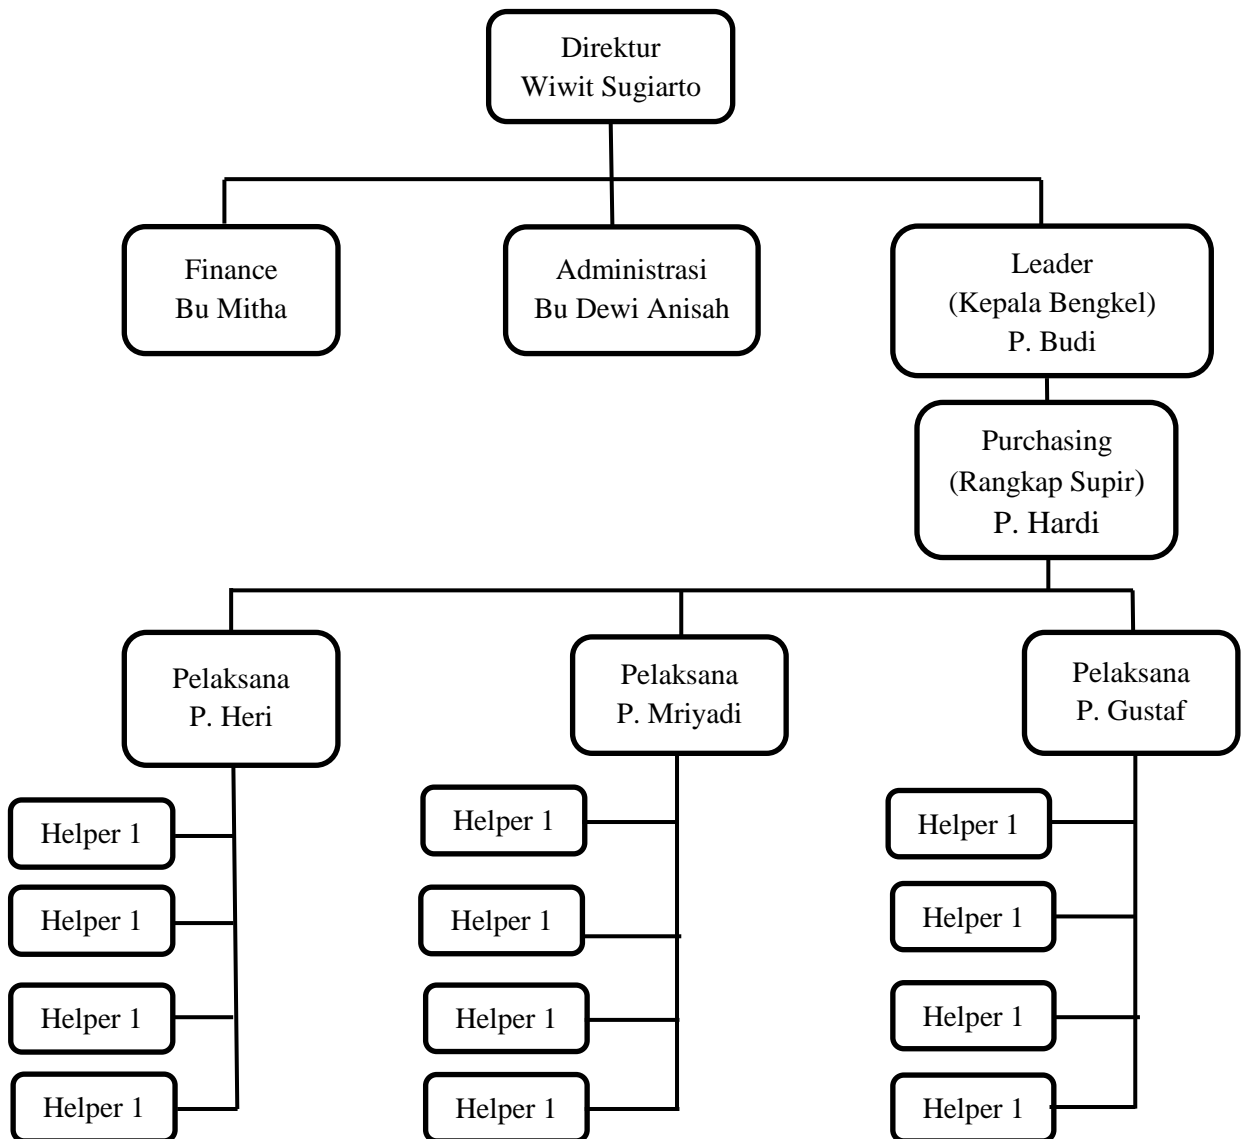 Direktur
Wiwit Sugiarto
Finance
Bu Mitha
Administrasi
Bu Dewi Anisah
Leader
(Kepala Bengkel)
P. Budi
Purchasing
(Rangkap Supir)
P. Hardi
Pelaksana
P. Heri
Pelaksana
P. Mriyadi
Pelaksana
P. Gustaf
Helper 1
Helper 1
Helper 1
Helper 1
Helper 1
Helper 1
Helper 1
Helper 1
Helper 1
Helper 1
Helper 1
Helper 1